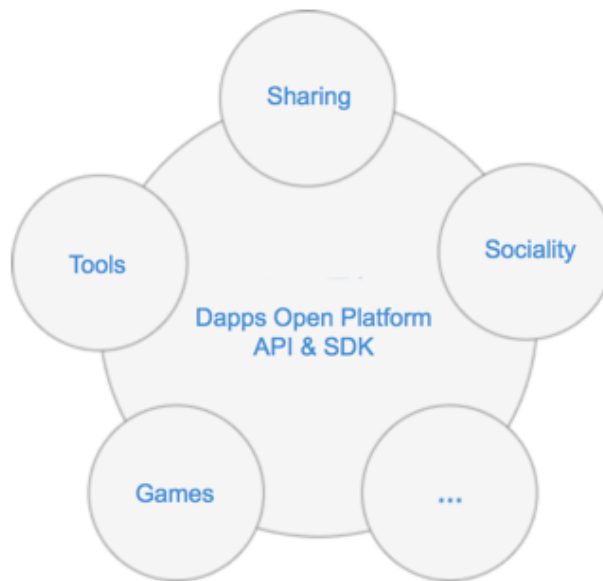 Sharing
Tools
Sociality
Dapps Open Platform
API & SDK
Games
...